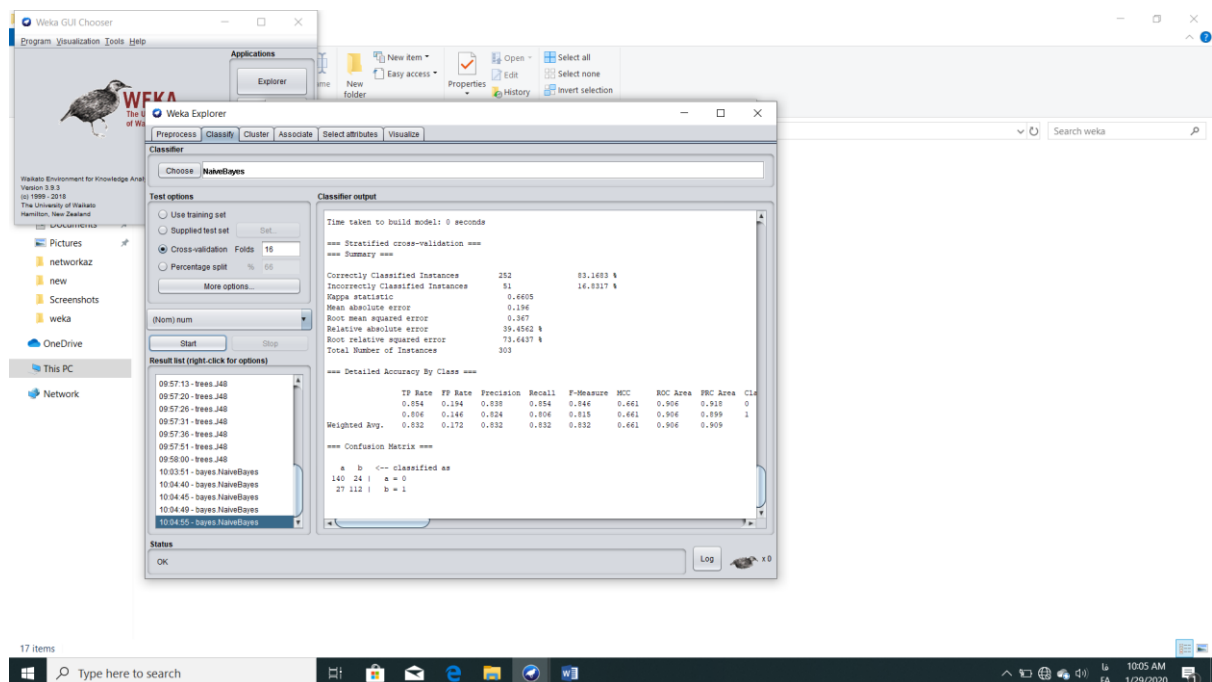 Weka GUI Chooser
Program Visualization Tools Help
Applications
Explorer
WEKA
The U
of Wa
Waikato Environment for Knowledge Anal
Version 3.9.3
(c) 1999 - 2018
The University of Waikato
Hamilton, New Zealand
New item
Easy access
New
folder
Properties
Open
Edit
History
Select all
Select none
Invert selection
Search weka
Documents
Pictures
networkaz
new
Screenshots
weka
OneDrive
This PC
Network
Weka Explorer
Preprocess Classify Cluster Associate Select attributes Visualize
Classifier
Choose NaiveBayes
Test options
Use training set
Supplied test set Set...
Cross-validation Folds 16
Percentage split % 66
More options...
(Nom) num
Start Stop
Result list (right-click for options)
09:57:13 - trees.J48
09:57:20 - trees.J48
09:57:26 - trees.J48
09:57:31 - trees.J48
09:57:36 - trees.J48
09:57:51 - trees.J48
09:58:00 - trees.J48
10:03:51 - bayes.NaiveBayes
10:04:40 - bayes.NaiveBayes
10:04:45 - bayes.NaiveBayes
10:04:49 - bayes.NaiveBayes
10:04:55 - bayes.NaiveBayes
Classifier output
Time taken to build model: 0 seconds
=== Stratified cross-validation ===
=== Summary ===
Correctly Classified Instances 252 83.1683 %
Incorrectly Classified Instances 51 16.8317 %
Kappa statistic 0.6605
Mean absolute error 0.196
Root mean squared error 0.367
Relative absolute error 39.4562 %
Root relative squared error 73.6437 %
Total Number of Instances 303
=== Detailed Accuracy By Class ===
TP Rate FP Rate Precision Recall F-Measure MCC ROC Area PRC Area Cla
0.854 0.194 0.838 0.854 0.846 0.661 0.906 0.918 0
0.806 0.146 0.824 0.806 0.815 0.661 0.906 0.899 1
Weighted Avg. 0.832 0.172 0.832 0.832 0.832 0.661 0.906 0.909
=== Confusion Matrix ===
a b <-- classified as
140 24 | a = 0
27 112 | b = 1
Status
OK
Log
x 0
17 items
Type here to search
فا
FA
10:05 AM
1/29/2020